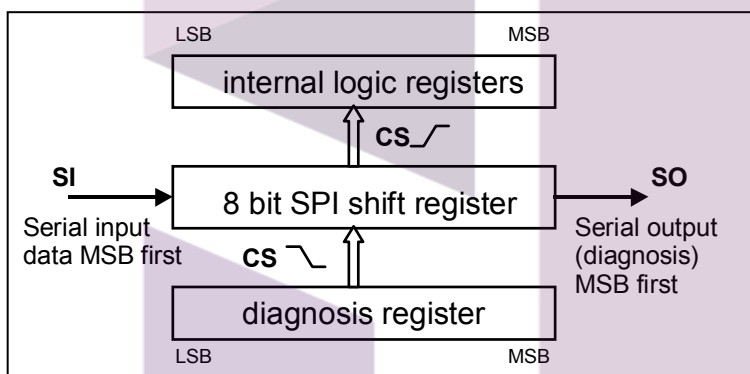 LSB MSB
internal logic registers
CS
SI
SO
8 bit SPI shift register
Serial input
data MSB first
Serial output
(diagnosis)
MSB first
CS
diagnosis register
LSB MSB